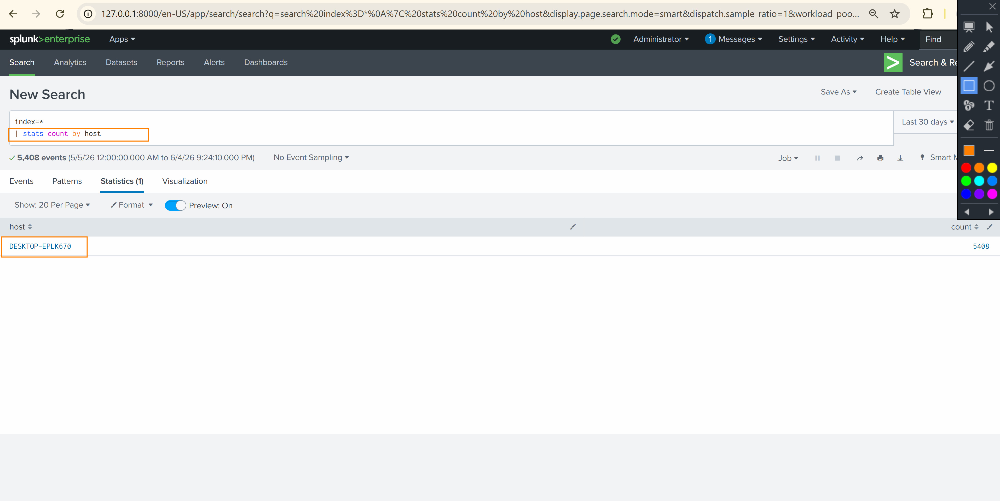 127.0.0.1:8000/en-US/app/search/search?q=search%20index%3D*%0A%7C%20stats%20count%20by%20host&display.page.search.mode=smart&dispatch.sample_ratio=1&workload_poo...
splunk>enterprise Apps Administrator 1 Messages Settings Activity Help Find
Search Analytics Datasets Reports Alerts Dashboards > Search & Re
New Search Save As Create Table View
index=* Last 30 days
| stats count by host
5,408 events (5/5/26 12:00:00.000 AM to 6/4/26 9:24:10.000 PM) No Event Sampling Job Smart M
Events Patterns Statistics (1) Visualization
Show: 20 Per Page Format Preview: On
host count
DESKTOP-EPLK670 5408
T